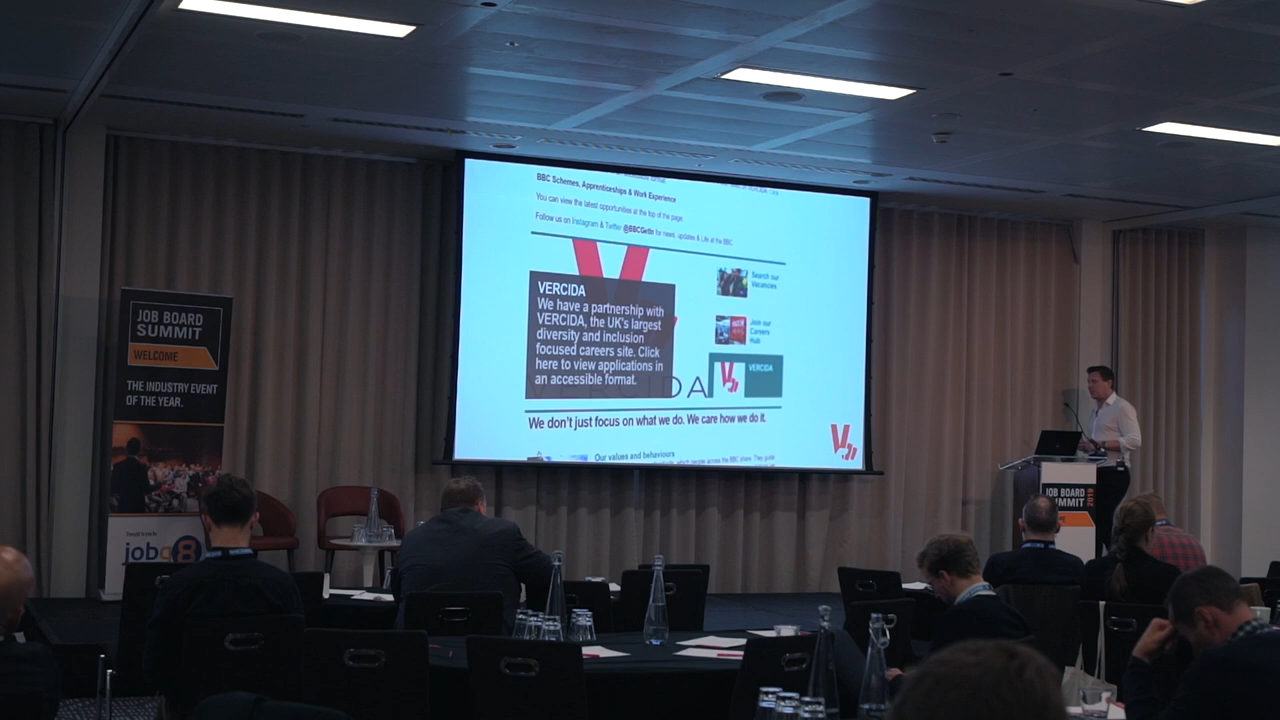 BBC Schemes, Apprenticeships & Work Experience
You can view the latest opportunities at the top of the page.
Follow us on Instagram & Twitter @BBCGetIn for news, updates & Life at the BBC
VERCIDA
We have a partnership with
VERCIDA, the UK's largest
diversity and inclusion
focused careers site. Click
here to view applications in
an accessible format.
Search our
Vacancies
Join our
Careers
Hub
VERCIDA
We don't just focus on what we do. We care how we do it.
Our values and behaviours
JOB BOARD
SUMMIT
WELCOME
THE INDUSTRY EVENT
OF THE YEAR.
JOB BOARD
SUMMIT
2019